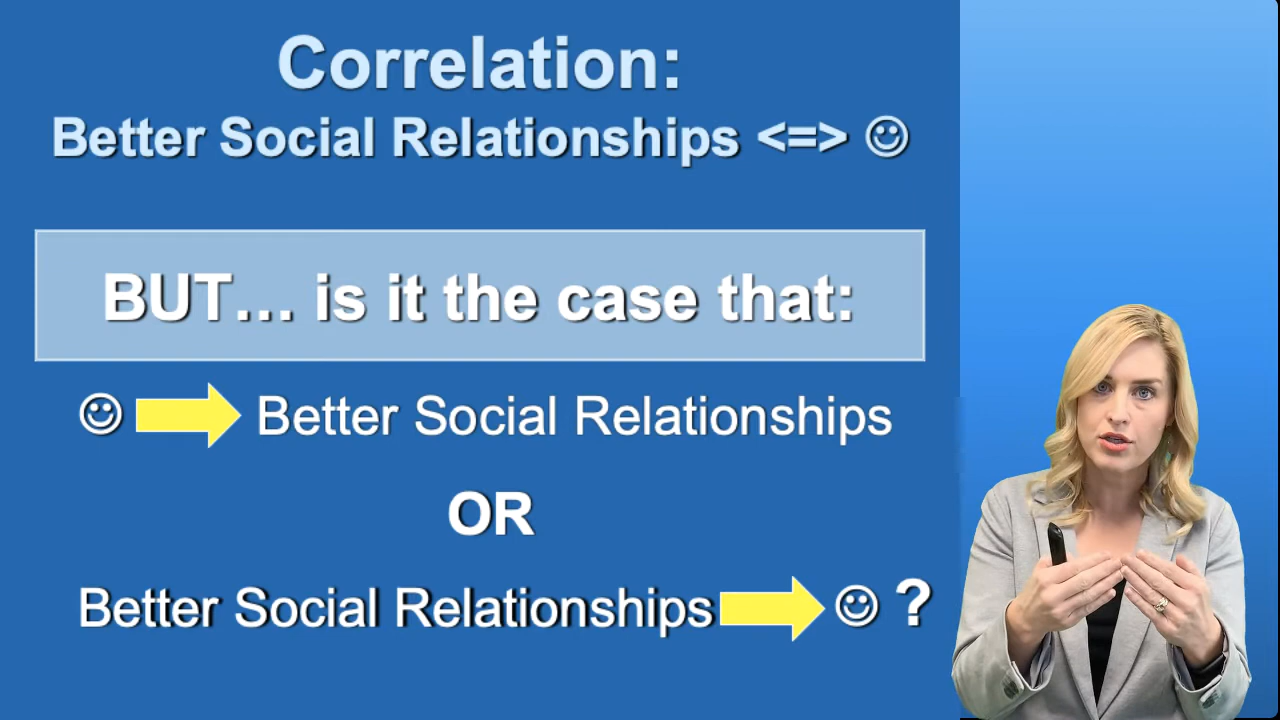 Correlation:
Better Social Relationships <=> ☺
BUT… is it the case that:
☺ Better Social Relationships
OR
Better Social Relationships ☺ ?